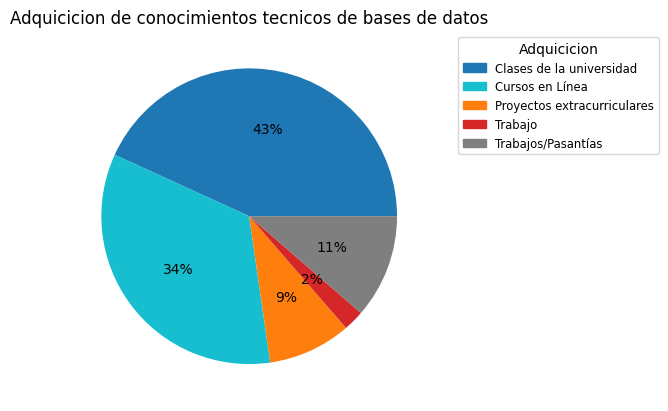 Adquicicion de conocimientos tecnicos de bases de datos
Adquicicion
Clases de la universidad
Cursos en Línea
Proyectos extracurriculares
Trabajo
Trabajos/Pasantías
43%
34%
9%
2%
11%